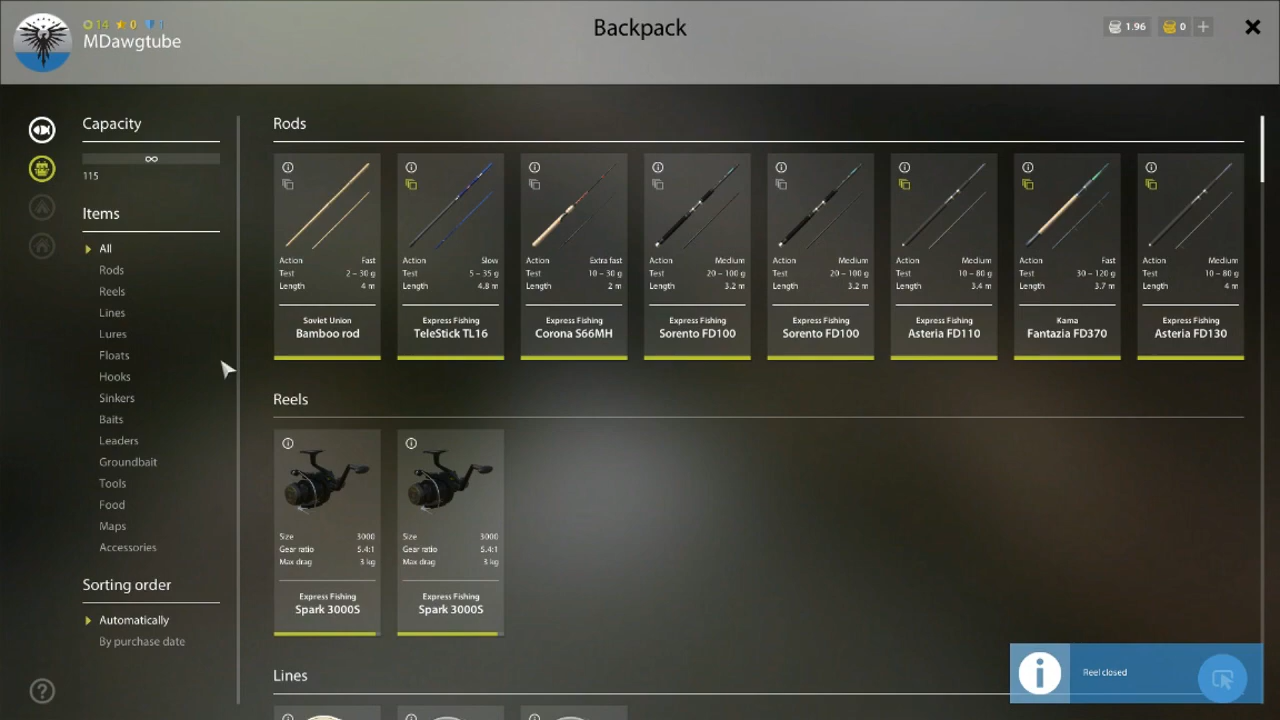 14 0 1
MDawgtube
Backpack
1.96 0 +
Capacity
∞
115
Items
All
Rods
Reels
Lines
Lures
Floats
Hooks
Sinkers
Baits
Leaders
Groundbait
Tools
Food
Maps
Accessories
Sorting order
Automatically
By purchase date
?
Rods
Action Fast
Test 2 – 30 g
Length 4 m
Soviet Union
Bamboo rod
Action Slow
Test 5 – 35 g
Length 4.8 m
Express Fishing
TeleStick TL16
Action Extra fast
Test 10 – 30 g
Length 2 m
Express Fishing
Corona S66MH
Action Medium
Test 20 – 100 g
Length 3.2 m
Express Fishing
Sorento FD100
Action Medium
Test 20 – 100 g
Length 3.2 m
Express Fishing
Sorento FD100
Action Medium
Test 10 – 80 g
Length 3.4 m
Express Fishing
Asteria FD110
Action Fast
Test 30 – 120 g
Length 3.7 m
Kama
Fantazia FD370
Action Medium
Test 10 – 80 g
Length 4 m
Express Fishing
Asteria FD130
Reels
Size 3000
Gear ratio 5.4:1
Max drag 3 kg
Express Fishing
Spark 3000S
Size 3000
Gear ratio 5.4:1
Max drag 3 kg
Express Fishing
Spark 3000S
Lines
Reel closed